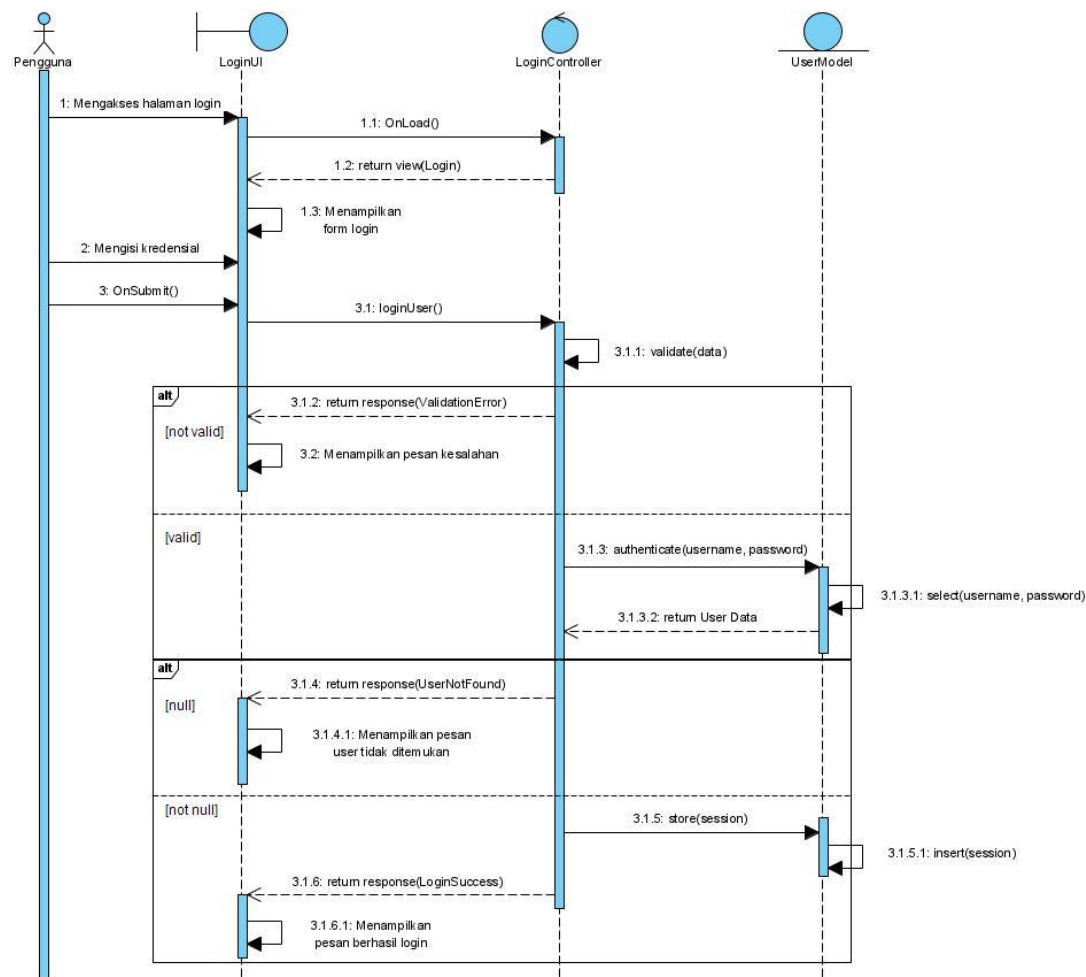 Pengguna
LoginUI
LoginController
UserModel
1: Mengakses halaman login
1.1: OnLoad()
1.2: return view(Login)
1.3: Menampilkan
form login
2: Mengisi kredensial
3: OnSubmit()
3.1: loginUser()
3.1.1: validate(data)
alt
3.1.2: return response(ValidationError)
[not valid]
3.2: Menampilkan pesan kesalahan
[valid]
3.1.3: authenticate(username, password)
3.1.3.1: select(username, password)
3.1.3.2: return User Data
alt
3.1.4: return response(UserNotFound)
[null]
3.1.4.1: Menampilkan pesan
user tidak ditemukan
[not null]
3.1.5: store(session)
3.1.5.1: insert(session)
3.1.6: return response(LoginSuccess)
3.1.6.1: Menampilkan
pesan berhasil login